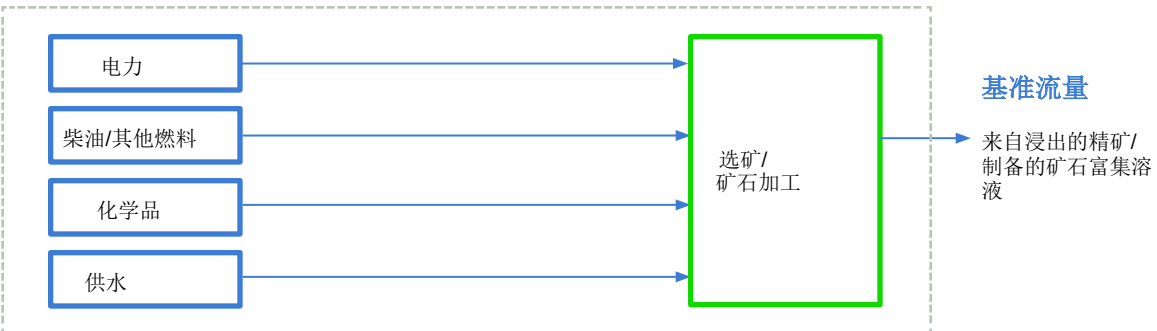 电力
柴油/其他燃料
化学品
供水
选矿/
矿石加工
基准流量
来自浸出的精矿/
制备的矿石富集溶
液